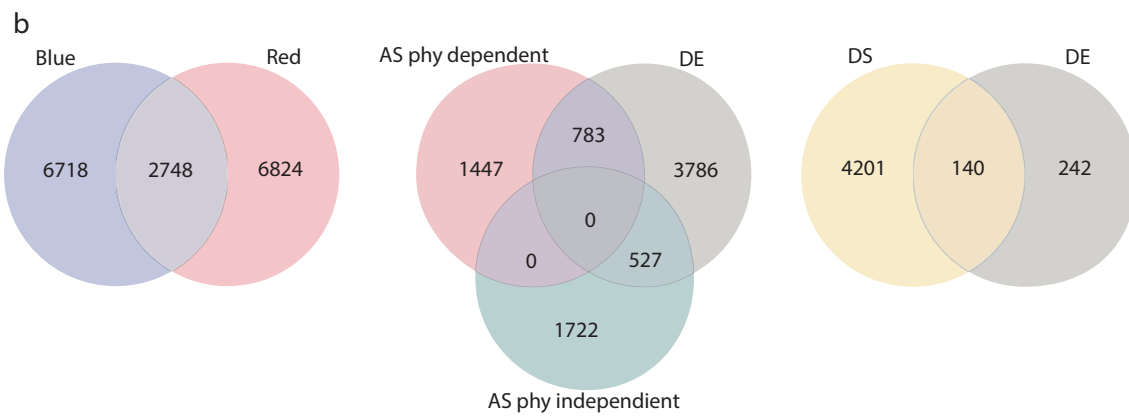 b
Blue Red
6718 2748 6824
AS phy dependent DE
783
1447 3786
0
0 527
1722
AS phy independient
DS DE
4201 140 242